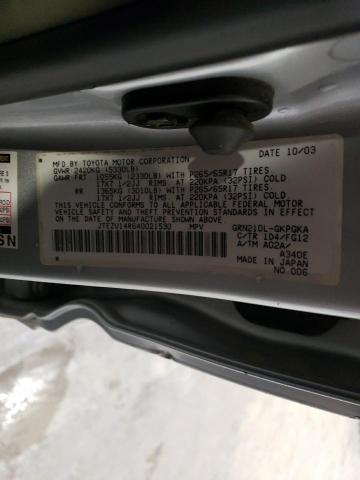 MFD. BY: TOYOTA MOTOR CORPORATION DATE 10/03
GVWR 2420KG (5330LB)
GAWR FRT 1055KG (2330LB) WITH P265/65R17 TIRES
17X7 1/2JJ RIMS, AT 220KPA (32PSI) COLD
RR 1365KG (3010LB) WITH P265/65R17 TIRES
17X7 1/2JJ RIMS, AT 220KPA (32PSI) COLD
THIS VEHICLE CONFORMS TO ALL APPLICABLE FEDERAL MOTOR
VEHICLE SAFETY STANDARDS IN EFFECT ON THE
DATE OF MANUFACTURE SHOWN ABOVE.
JTEZV14R6A0021530 MPV
GRN210L-GKPGKA
C/TR 1D4/FG12
A/TM A02A/
A340E
MADE IN JAPAN
NO.006
SN